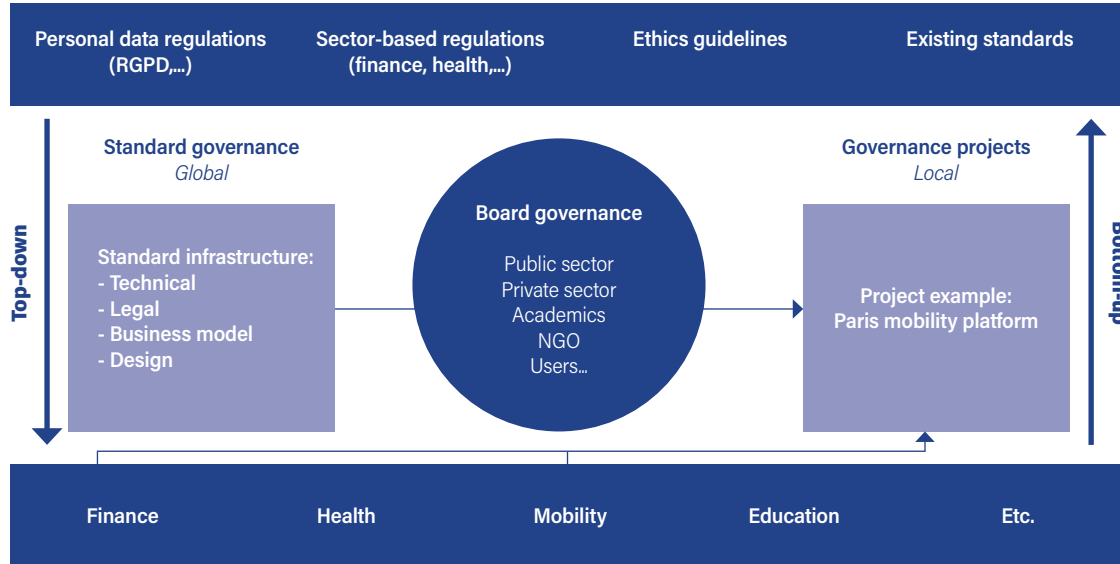 Personal data regulations
(RGPD,...)
Sector-based regulations
(finance, health,...)
Ethics guidelines
Existing standards
Top-down
Standard governance
Global
Standard infrastructure:
- Technical
- Legal
- Business model
- Design
Board governance
Public sector
Private sector
Academics
NGO
Users...
Governance projects
Local
Project example:
Paris mobility platform
Bottom-up
Finance
Health
Mobility
Education
Etc.